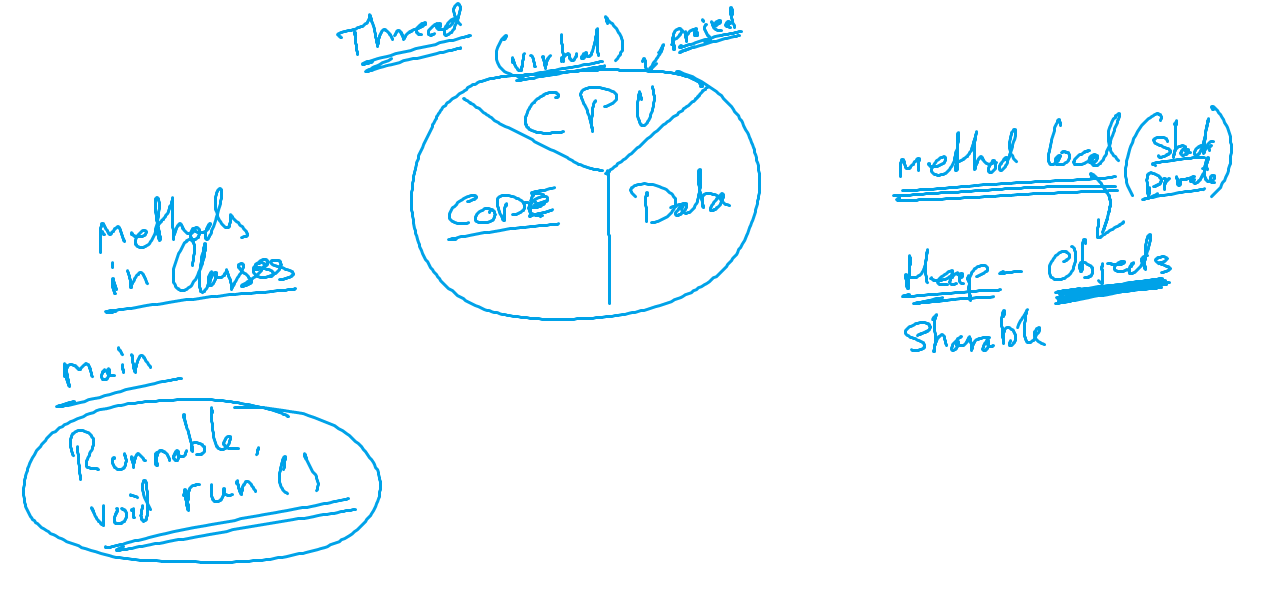 Thread
(virtual)
CPU
CODE
Data
Methods
in Classes
main
Runnable,
void run ()
method local (Stack
private)
Heap - Objects
Sharable